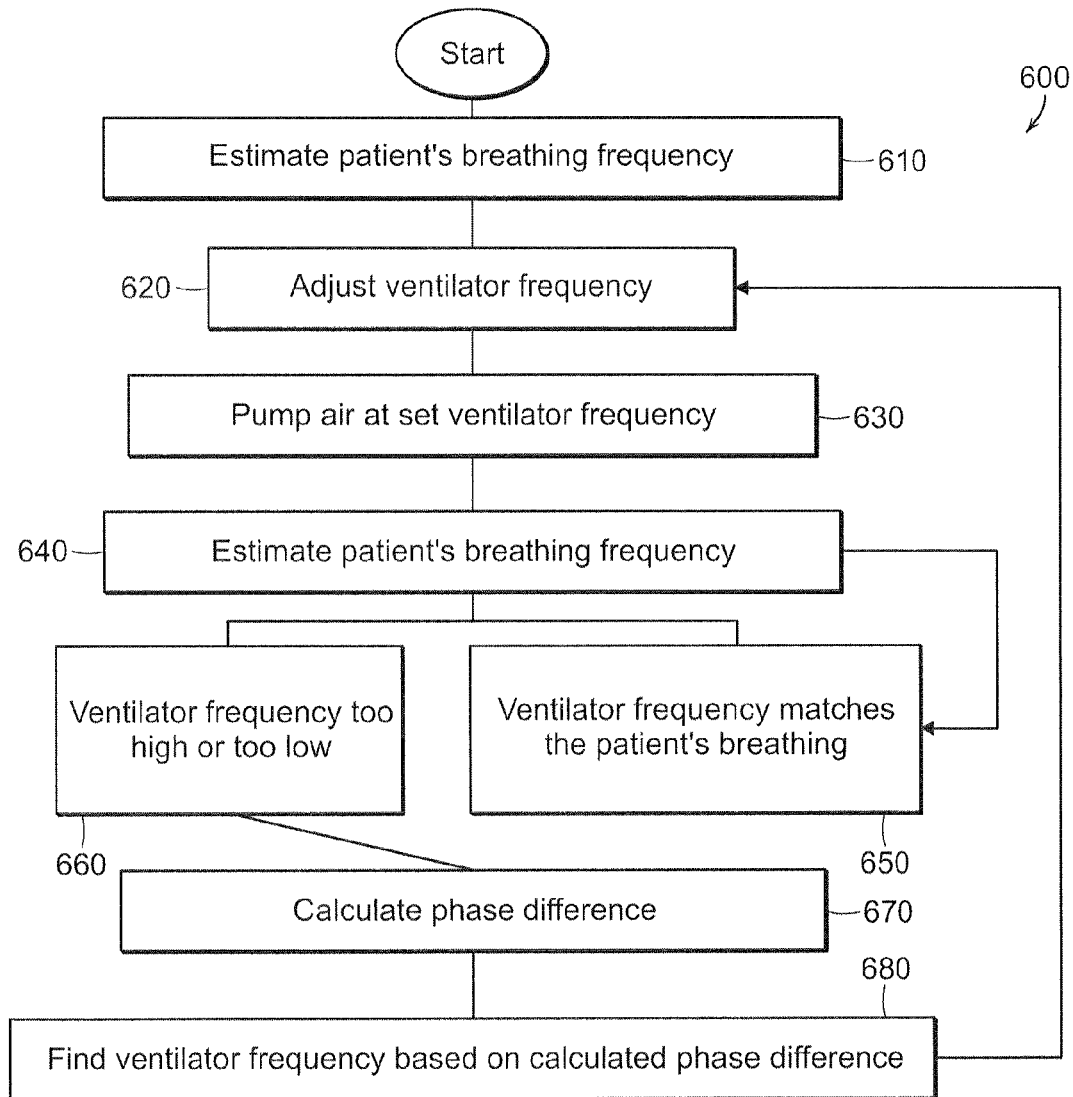 Start
600
Estimate patient's breathing frequency
610
620
Adjust ventilator frequency
Pump air at set ventilator frequency
630
640
Estimate patient's breathing frequency
Ventilator frequency too
high or too low
Ventilator frequency matches
the patient's breathing
660
650
Calculate phase difference
670
680
Find ventilator frequency based on calculated phase difference